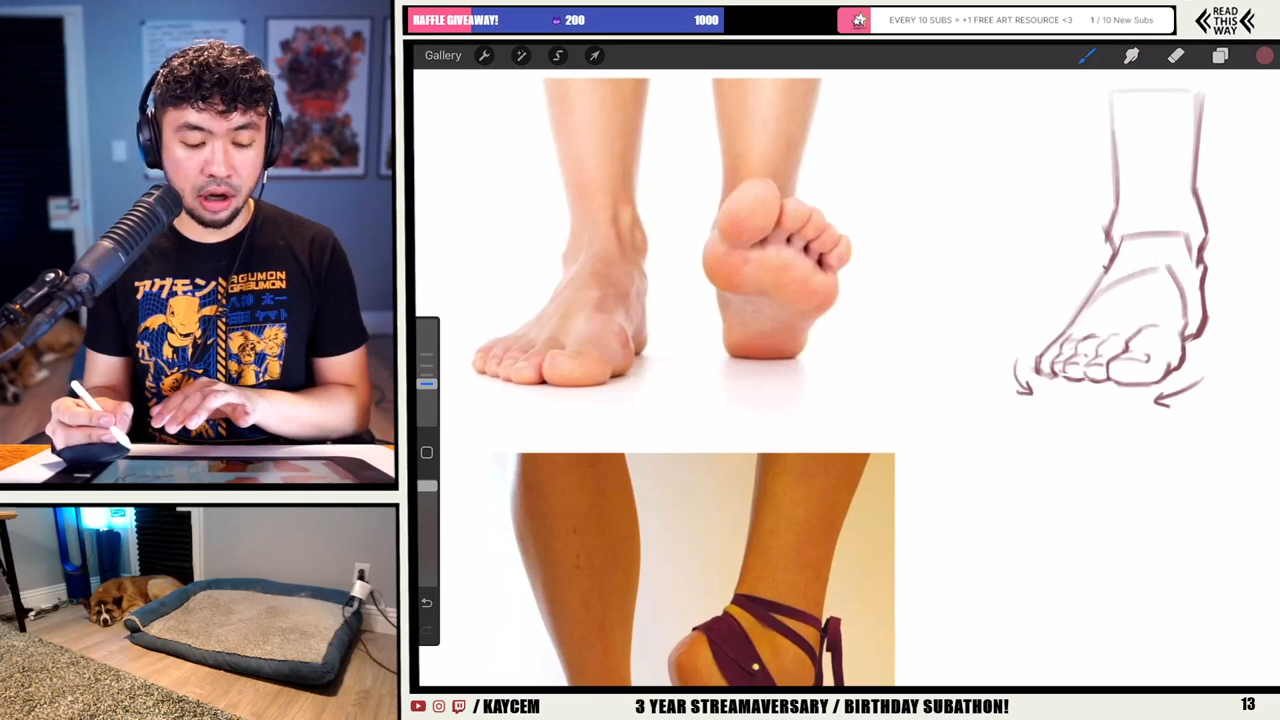 RAFFLE GIVEAWAY!
200
1000
EVERY 10 SUBS = +1 FREE ART RESOURCE <3
1 / 10 New Subs
READ
THIS
WAY
Gallery
アグモン
AGUMON
GABUMON
/ KAYCEM
3 YEAR STREAMAVERSARY / BIRTHDAY SUBATHON!
13